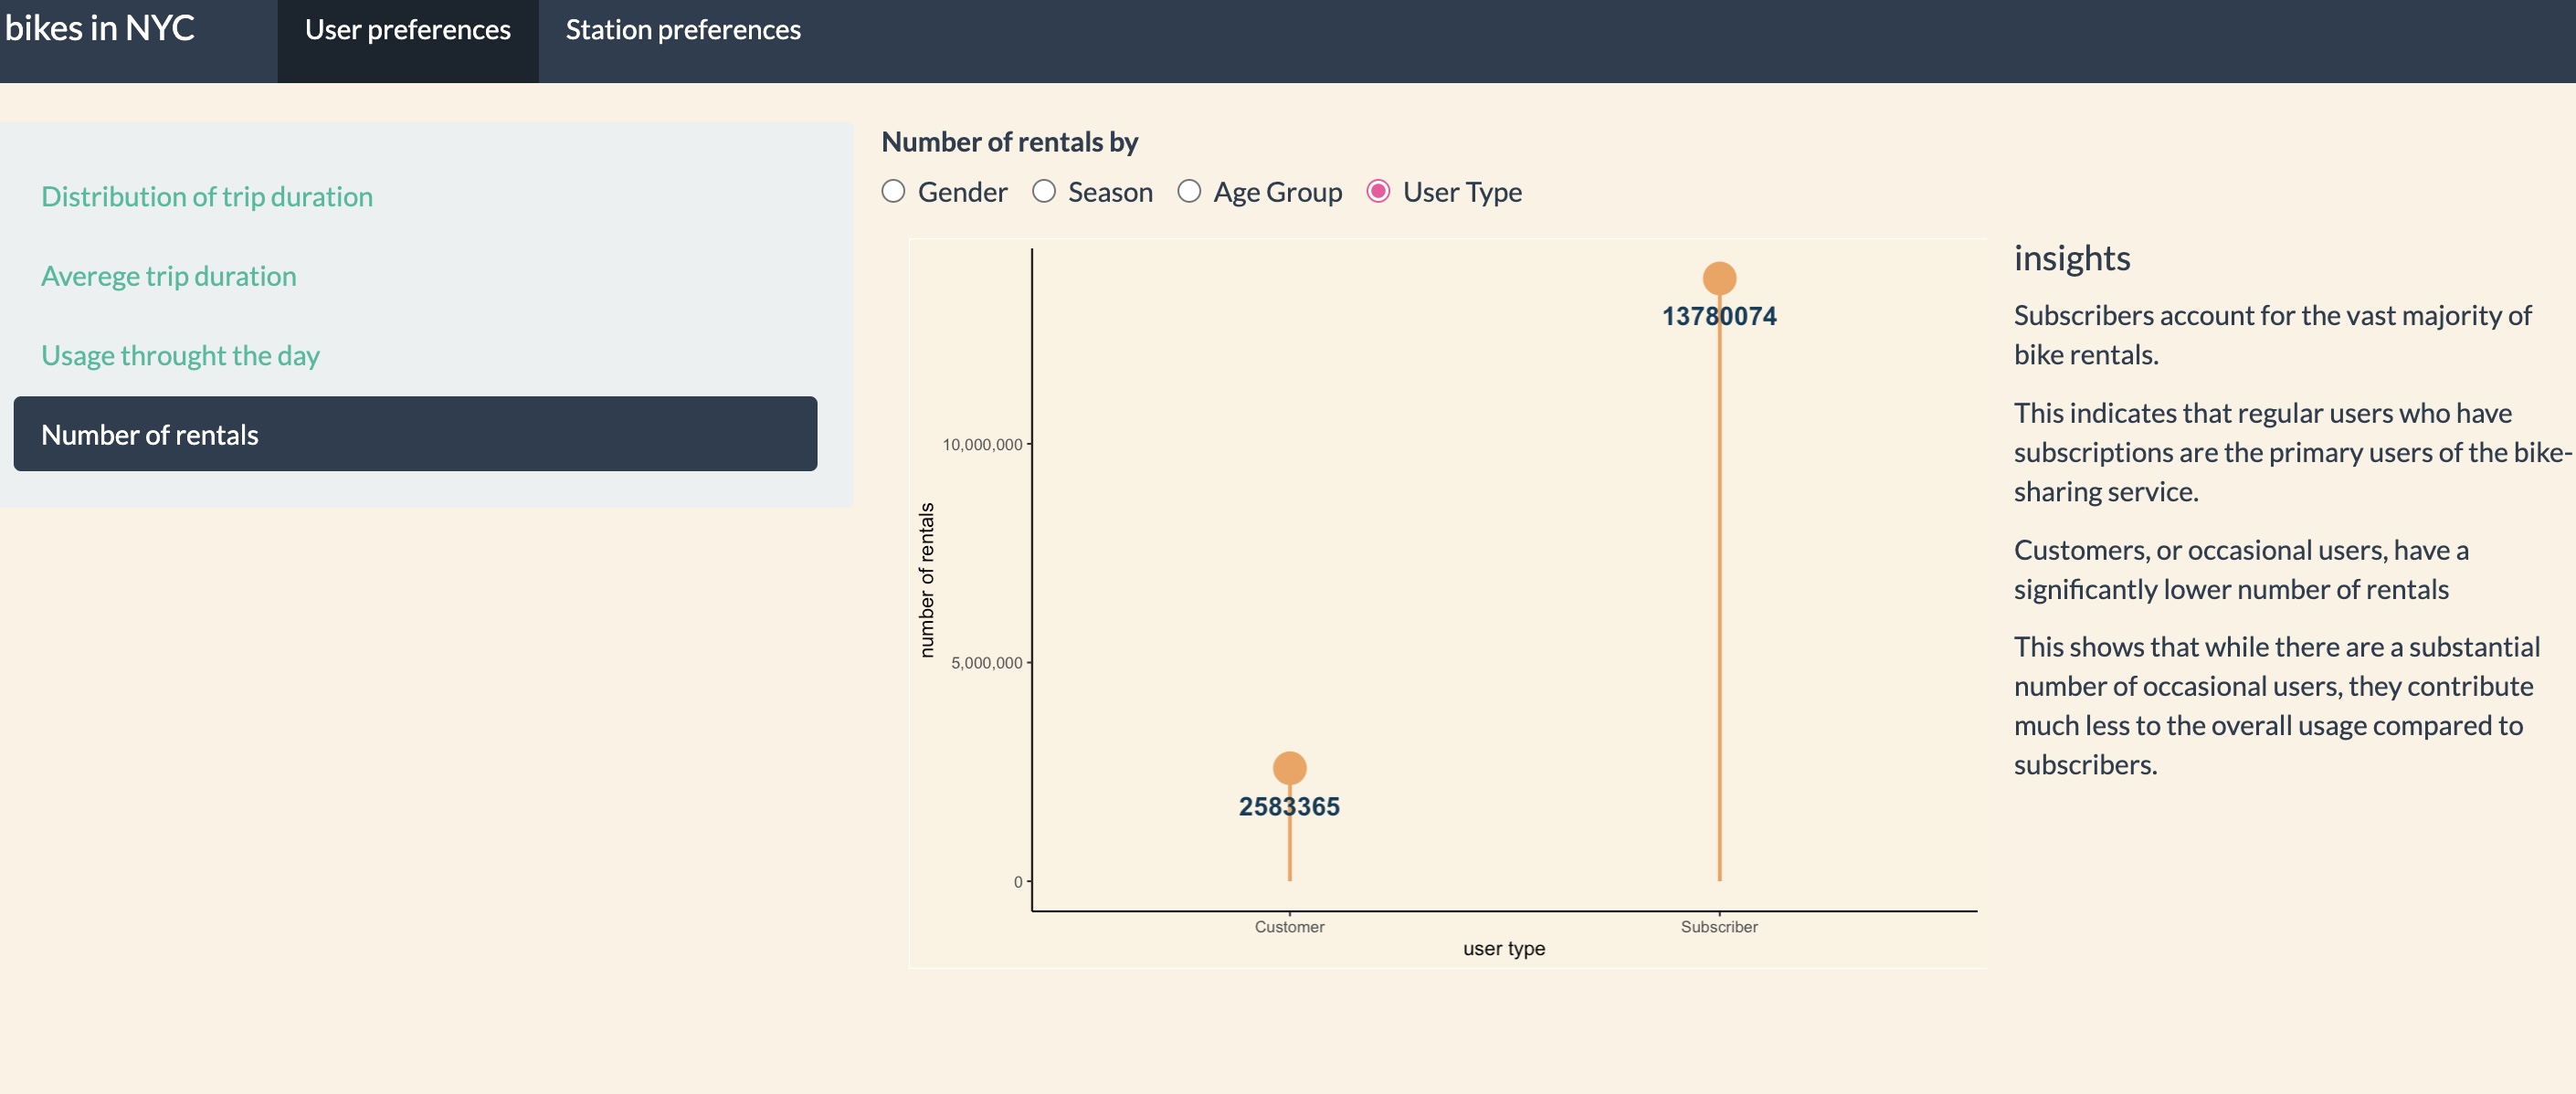 bikes in NYC
User preferences
Station preferences
Distribution of trip duration
Averege trip duration
Usage throught the day
Number of rentals
Number of rentals by
Gender
Season
Age Group
User Type
number of rentals
10,000,000
5,000,000
0
13780074
2583365
Customer
Subscriber
user type
insights
Subscribers account for the vast majority of
bike rentals.
This indicates that regular users who have
subscriptions are the primary users of the bike-
sharing service.
Customers, or occasional users, have a
significantly lower number of rentals
This shows that while there are a substantial
number of occasional users, they contribute
much less to the overall usage compared to
subscribers.